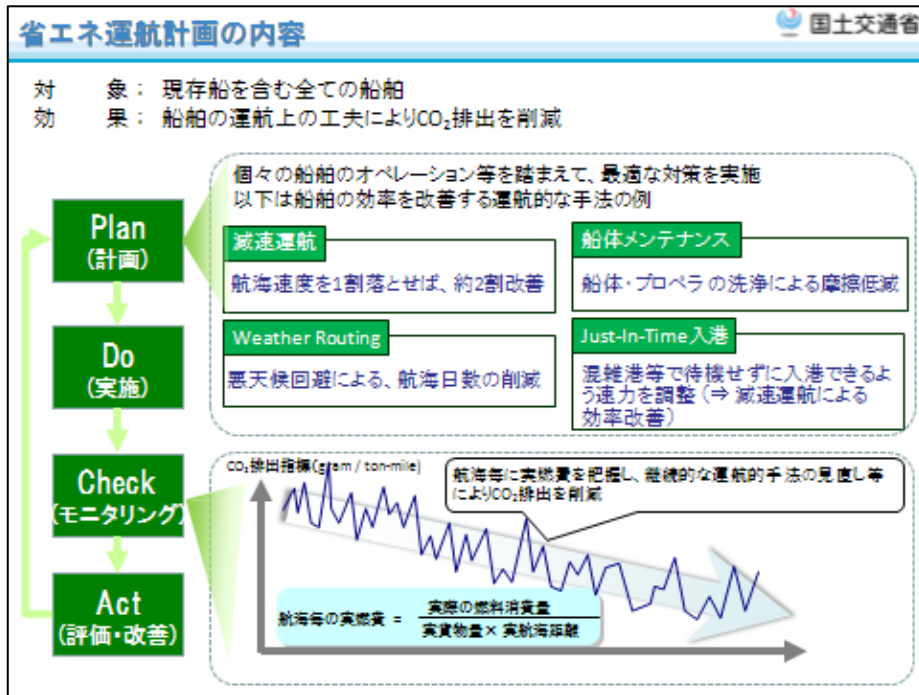 省エネ運航計画の内容
国土交通省
対 象： 現存船を含む全ての船舶
効 果： 船舶の運航上の工夫によりCO₂排出を削減
個々の船舶のオペレーション等を踏まえて、最適な対策を実施
以下は船舶の効率を改善する運航的な手法の例
Plan
(計画)
減速運航
航海速度を1割落とせば、約2割改善
船体メンテナンス
船体・プロペラの洗浄による摩擦低減
Weather Routing
悪天候回避による、航海日数の削減
Just-In-Time入港
混雑港等で待機せずに入港できるよ
う速力を調整（⇒ 減速運航による
効率改善）
Do
(実施)
Check
(モニタリング)
CO₂排出指標(gram / ton-mile)
航海毎に実燃費を把握し、継続的な運航的手法の見直し等
によりCO₂排出を削減
航海毎の実燃費 =
実際の燃料消費量
実貨物量 × 実航海距離
Act
(評価・改善)